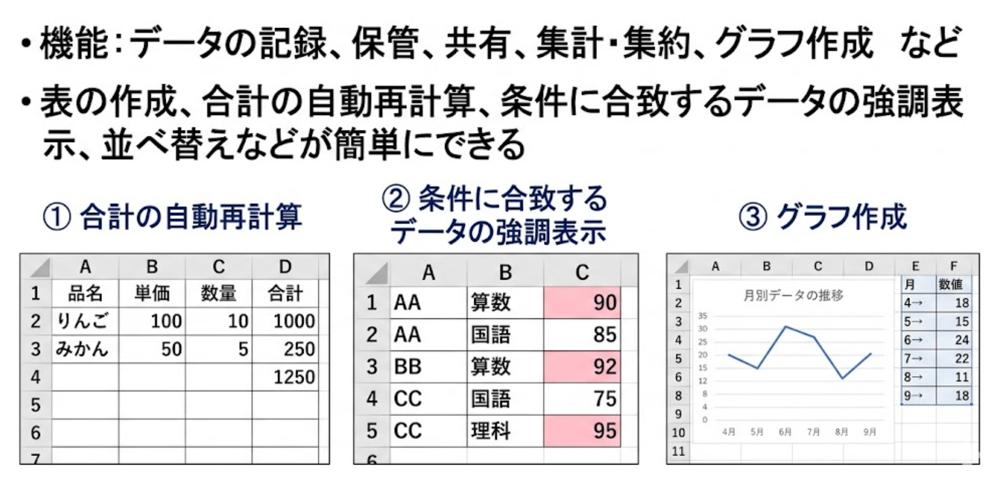 ・機能：データの記録、保管、共有、集計・集約、グラフ作成　など
・表の作成、合計の自動再計算、条件に合致するデータの強調表
示、並べ替えなどが簡単にできる
① 合計の自動再計算
A B C D
1 品名 単価 数量 合計
2 りんご 100 10 1000
3 みかん 50 5 250
4 1250
5
6
7
② 条件に合致する
データの強調表示
A B C
1 AA 算数 90
2 AA 国語 85
3 BB 算数 92
4 CC 国語 75
5 CC 理科 95
6
③ グラフ作成
A B C D E F
1 月 数値
2 4→ 18
3 5→ 15
4 6→ 24
5 7→ 22
6 8→ 11
8 9→ 18
9
10
11
月別データの推移
35
30
25
20
15
12
8
4
0
4月 5月 6月 7月 8月 9月